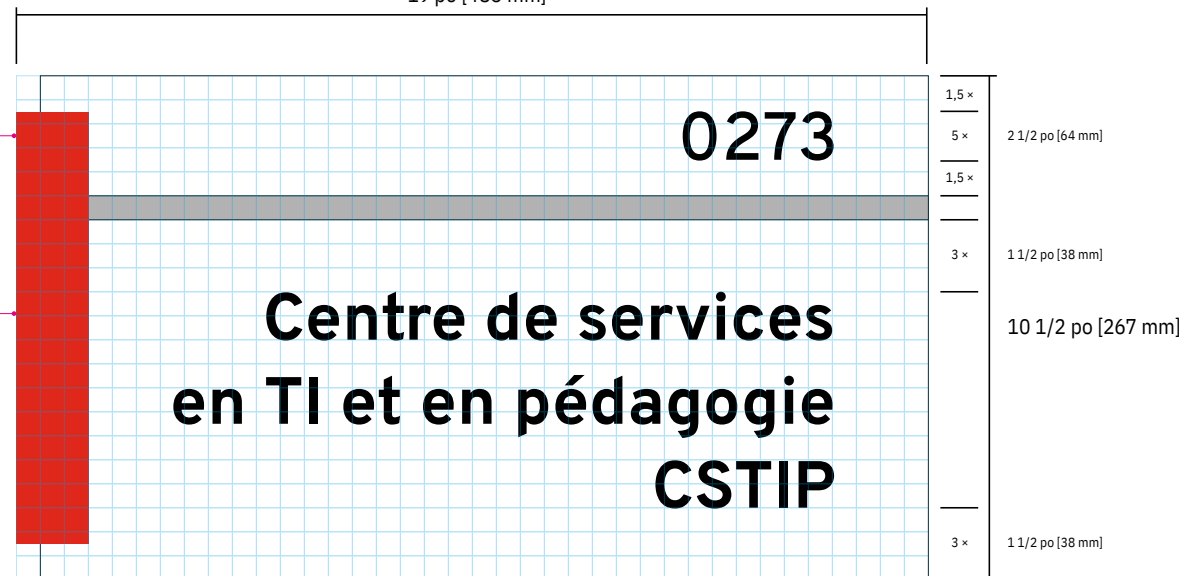 0273
Centre de services
en TI et en pédagogie
CSTIP
1,5 ×
5 × 2 1/2 po [64 mm]
1,5 ×
3 × 1 1/2 po [38 mm]
10 1/2 po [267 mm]
3 × 1 1/2 po [38 mm]